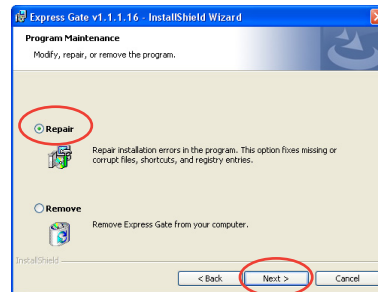 Express Gate v1.1.1.16 - InstallShield Wizard
Program Maintenance
Modify, repair, or remove the program.
Repair
Repair installation errors in the program. This option fixes missing or
corrupt files, shortcuts, and registry entries.
Remove
Remove Express Gate from your computer.
InstallShield
< Back Next > Cancel